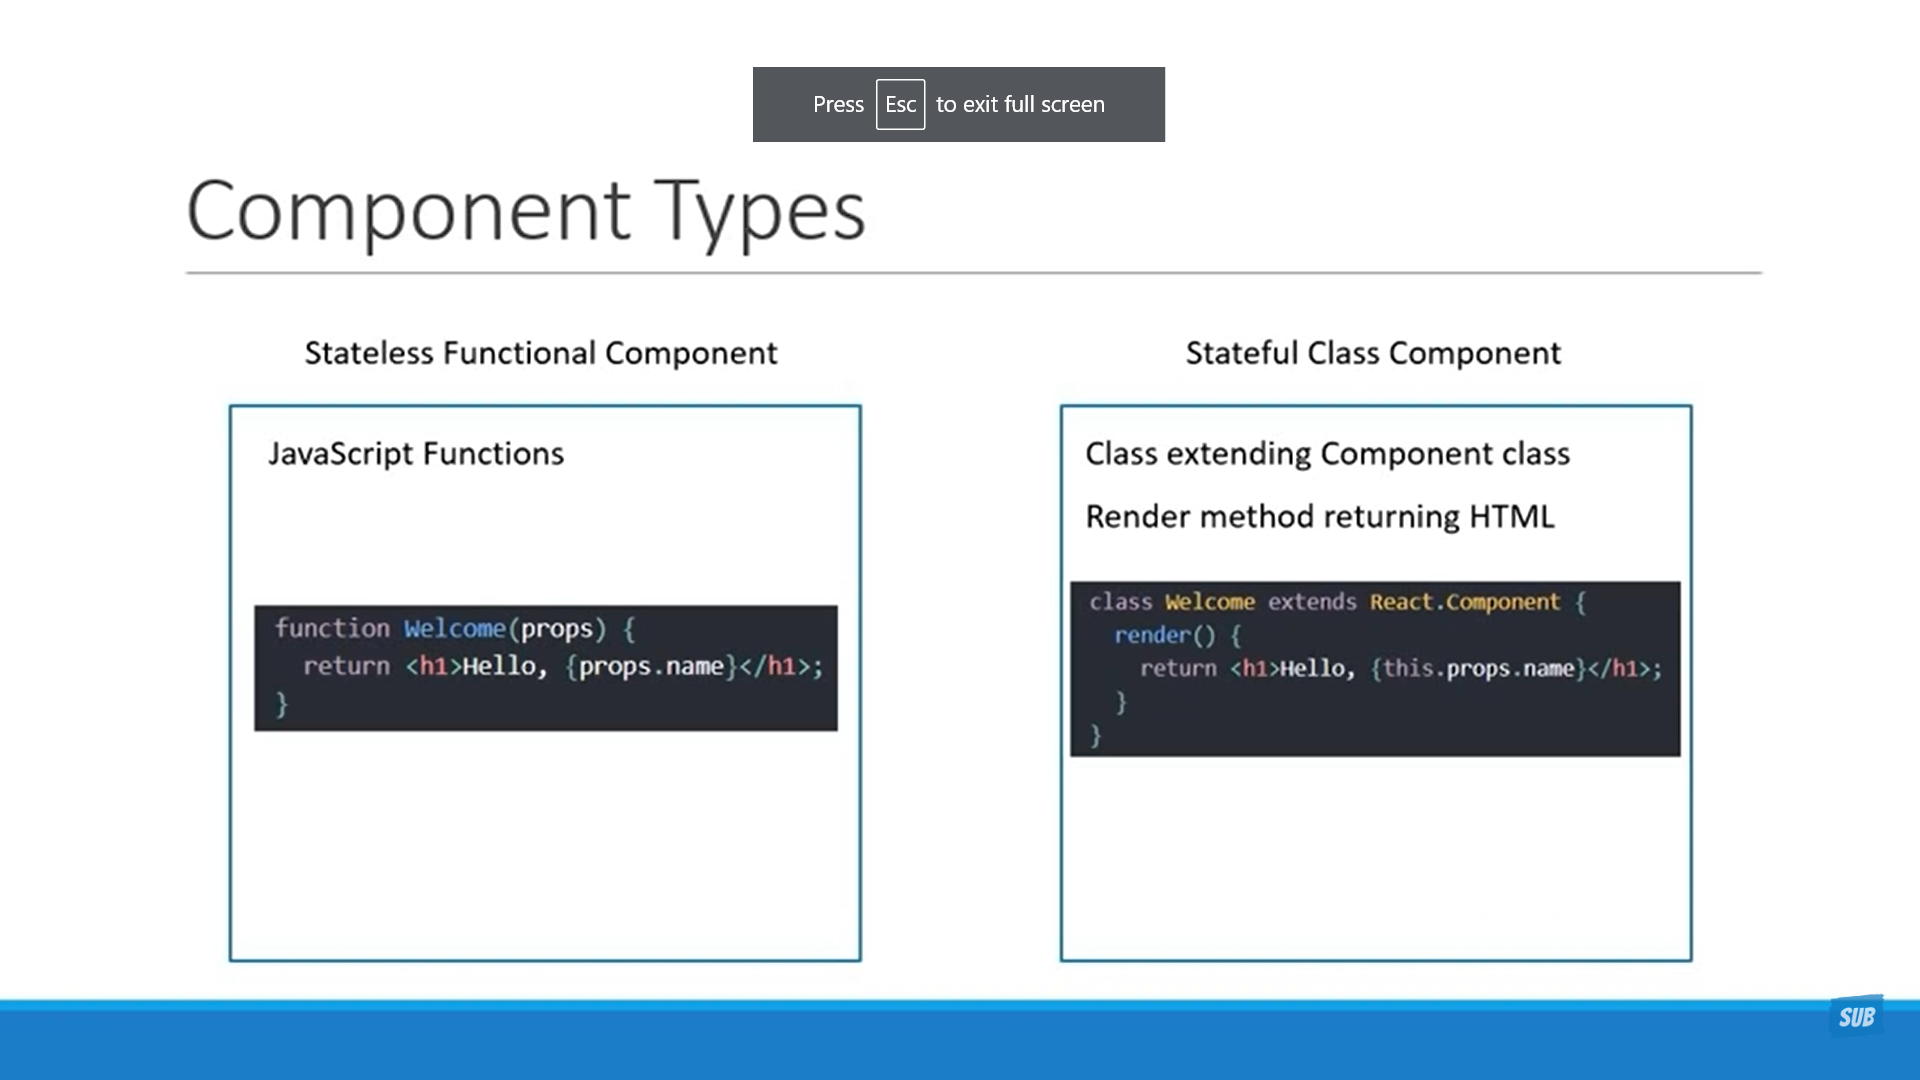 Press Esc to exit full screen
Component Types
Stateless Functional Component
JavaScript Functions
function Welcome(props) {
  return <h1>Hello, {props.name}</h1>;
}
Stateful Class Component
Class extending Component class
Render method returning HTML
class Welcome extends React.Component {
  render() {
    return <h1>Hello, {this.props.name}</h1>;
  }
}
SUB